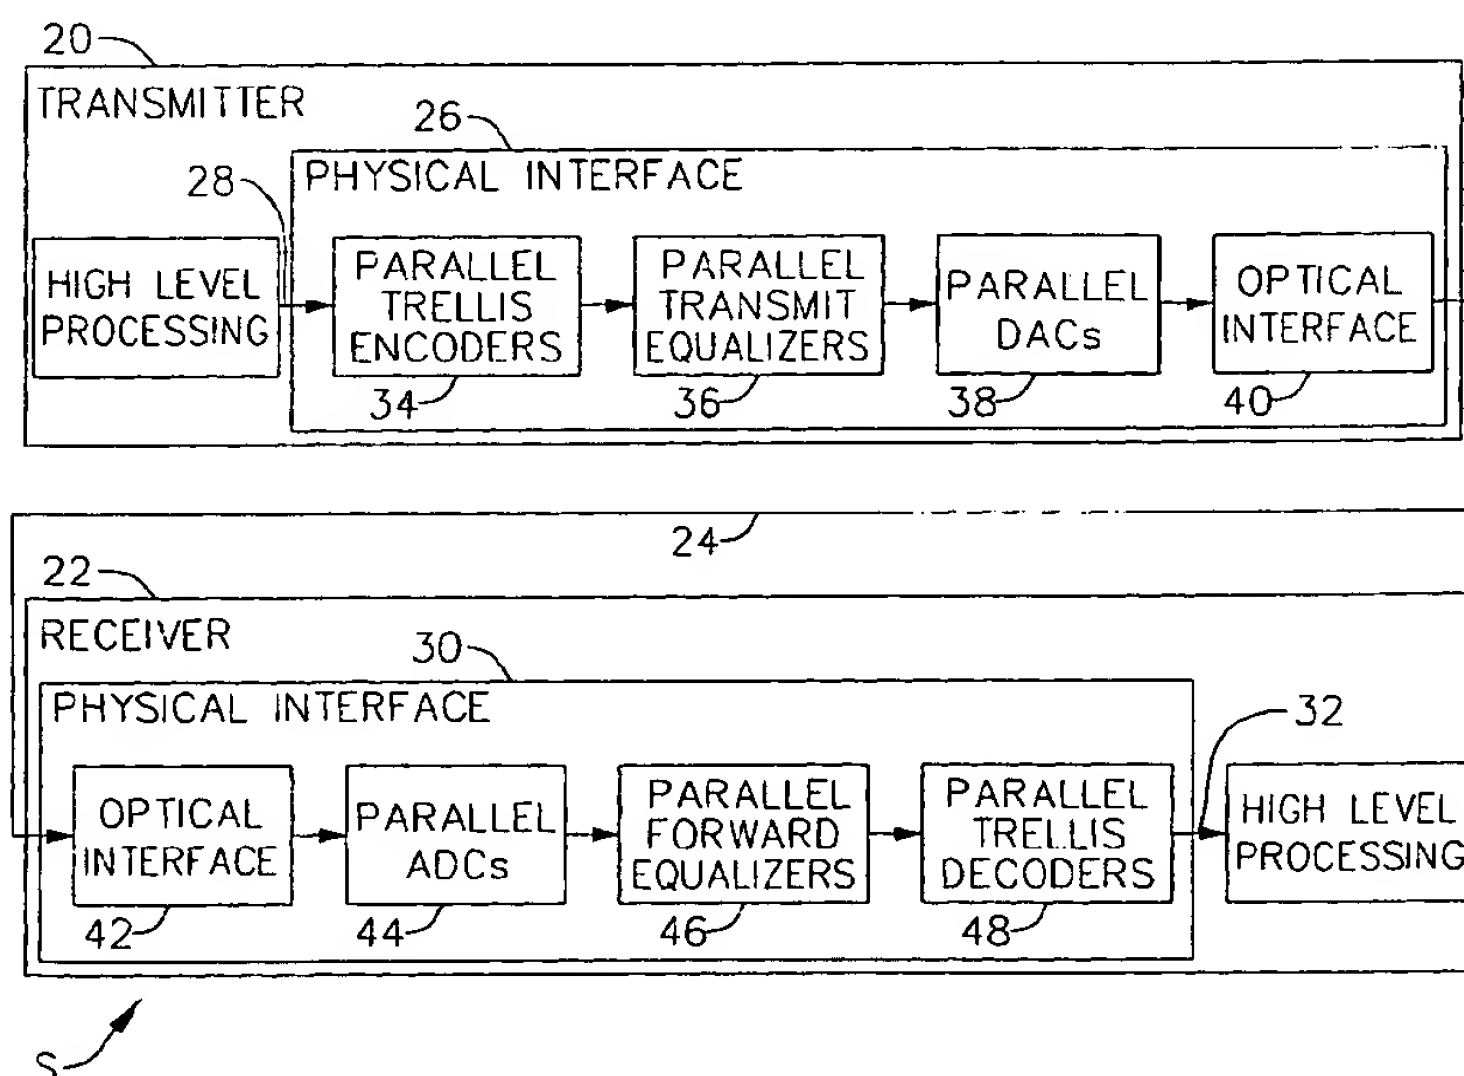 20
TRANSMITTER
26
PHYSICAL INTERFACE
28
HIGH LEVEL
PROCESSING
PARALLEL
TRELLIS
ENCODERS
PARALLEL
TRANSMIT
EQUALIZERS
PARALLEL
DACs
OPTICAL
INTERFACE
34
36
38
40
24
22
RECEIVER
30
PHYSICAL INTERFACE
32
OPTICAL
INTERFACE
PARALLEL
ADCs
PARALLEL
FORWARD
EQUALIZERS
PARALLEL
TRELLIS
DECODERS
HIGH LEVEL
PROCESSING
42
44
46
48
S